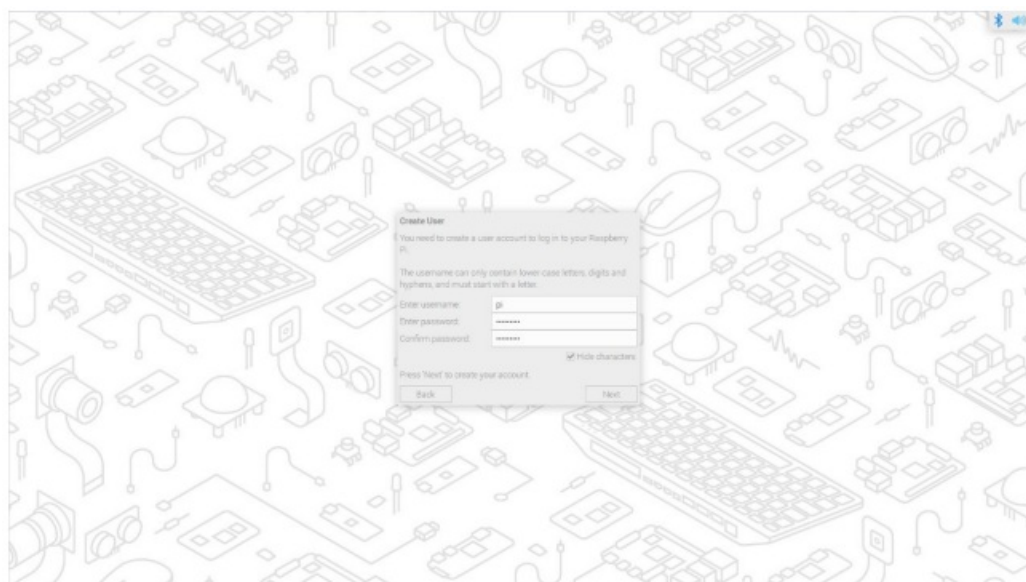 Create User
You need to create a user account to log in to your Raspberry
Pi.
The username can only contain lower case letters, digits and
hyphens, and must start with a letter.
Enter username: pi
Enter password: ••••••••
Confirm password: ••••••••
Hide characters
Press 'Next' to create your account.
Back Next